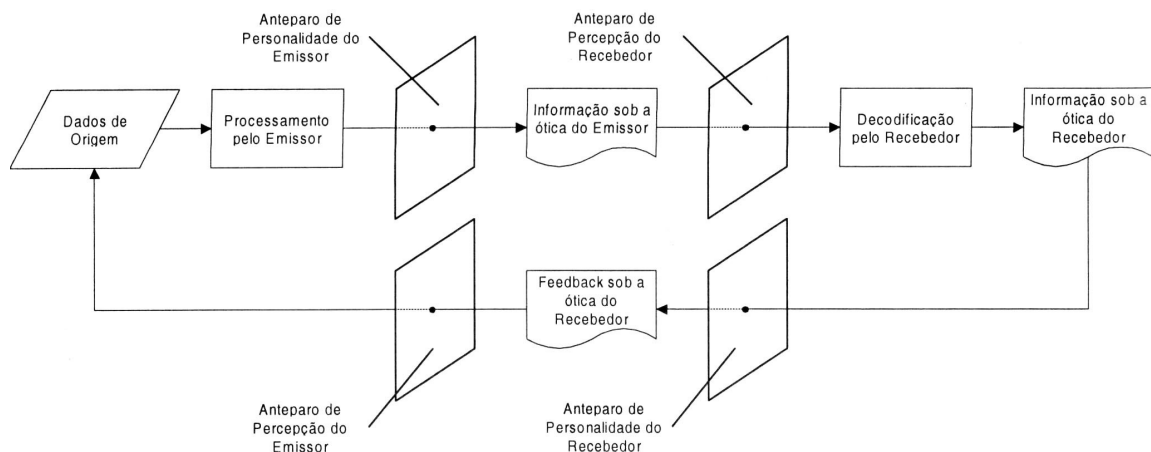 Anteparo de
Personalidade do
Emissor
Anteparo de
Percepção do
Recebedor
Dados de
Origem
Processamento
pelo Emissor
Informação sob a
ótica do Emissor
Decodificação
pelo Recebedor
Informação sob a
ótica do
Recebedor
Feedback sob a
ótica do
Recebedor
Anteparo de
Percepção do
Emissor
Anteparo de
Personalidade do
Recebedor